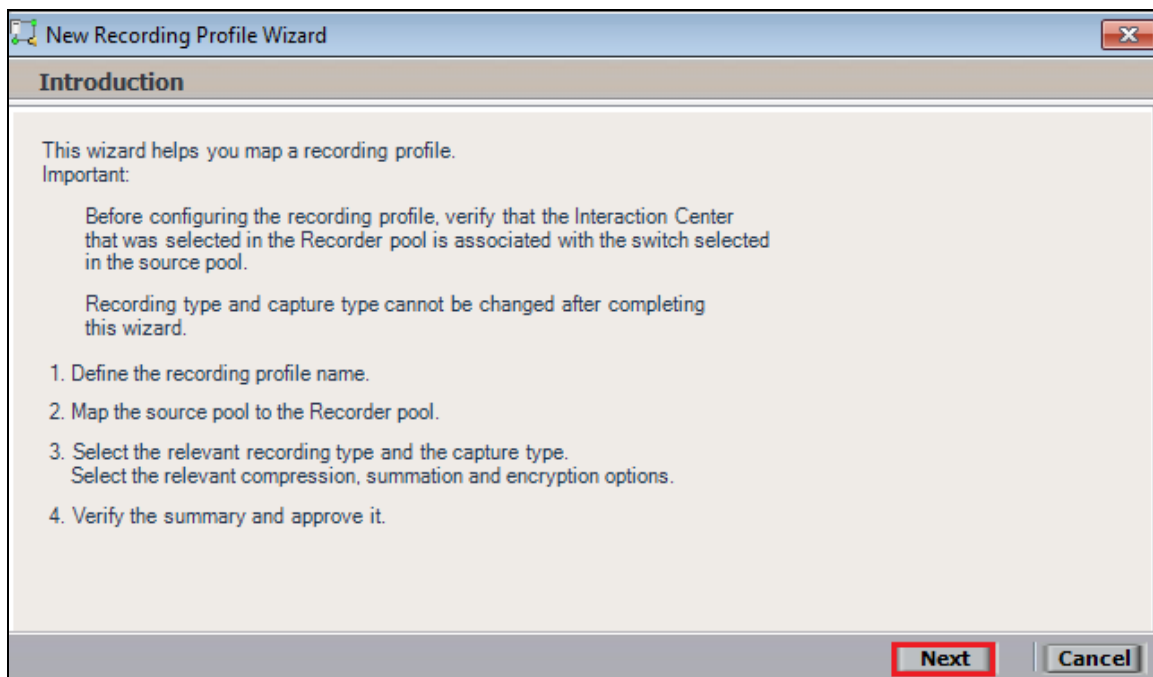 New Recording Profile Wizard
Introduction
This wizard helps you map a recording profile.
Important:
Before configuring the recording profile, verify that the Interaction Center
that was selected in the Recorder pool is associated with the switch selected
in the source pool.
Recording type and capture type cannot be changed after completing
this wizard.
1. Define the recording profile name.
2. Map the source pool to the Recorder pool.
3. Select the relevant recording type and the capture type.
Select the relevant compression, summation and encryption options.
4. Verify the summary and approve it.
Next Cancel